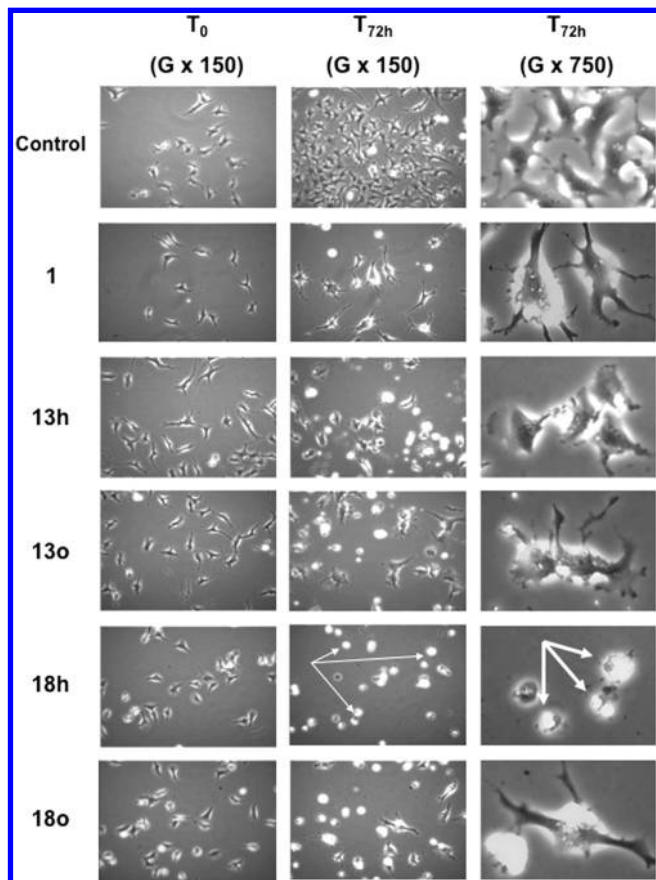 T₀ T₇₂ₕ T₇₂ₕ
(G x 150) (G x 150) (G x 750)
Control
1
13h
13o
18h
18o